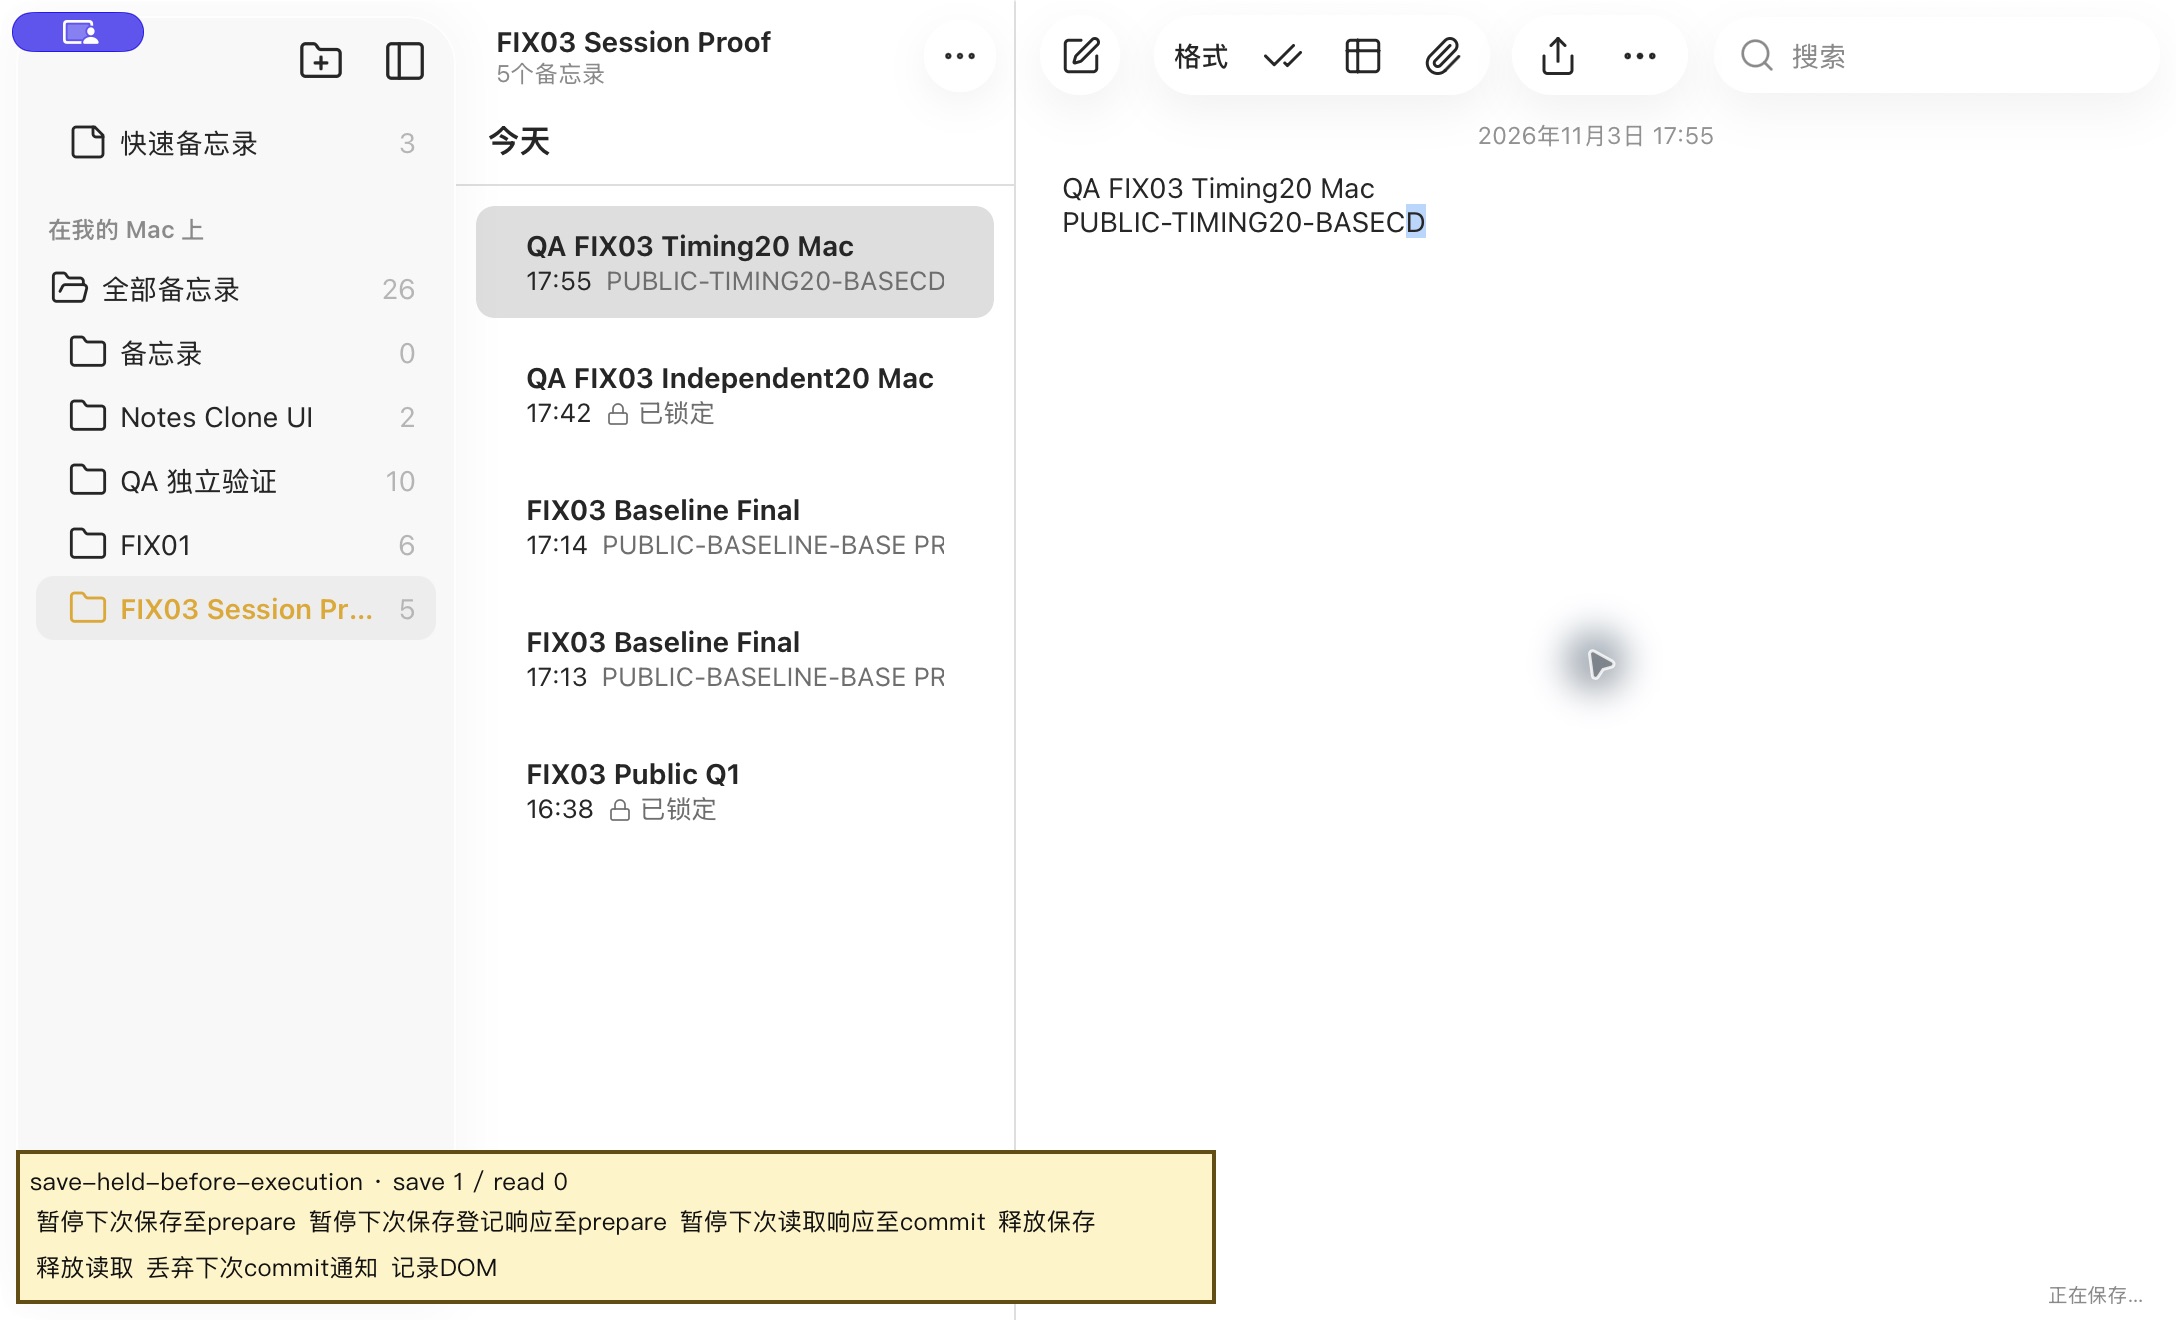 快速备忘录 3
在我的 Mac 上
全部备忘录 26
备忘录 0
Notes Clone UI 2
QA 独立验证 10
FIX01 6
FIX03 Session Pr... 5
FIX03 Session Proof
5个备忘录
今天
QA FIX03 Timing20 Mac
17:55 PUBLIC-TIMING20-BASECD
QA FIX03 Independent20 Mac
17:42 已锁定
FIX03 Baseline Final
17:14 PUBLIC-BASELINE-BASE PR
FIX03 Baseline Final
17:13 PUBLIC-BASELINE-BASE PR
FIX03 Public Q1
16:38 已锁定
格式
搜索
2026年11月3日 17:55
QA FIX03 Timing20 Mac
PUBLIC-TIMING20-BASECD
save-held-before-execution · save 1 / read 0
暂停下次保存至prepare 暂停下次保存登记响应至prepare 暂停下次读取响应至commit 释放保存
释放读取 丢弃下次commit通知 记录DOM
正在保存...